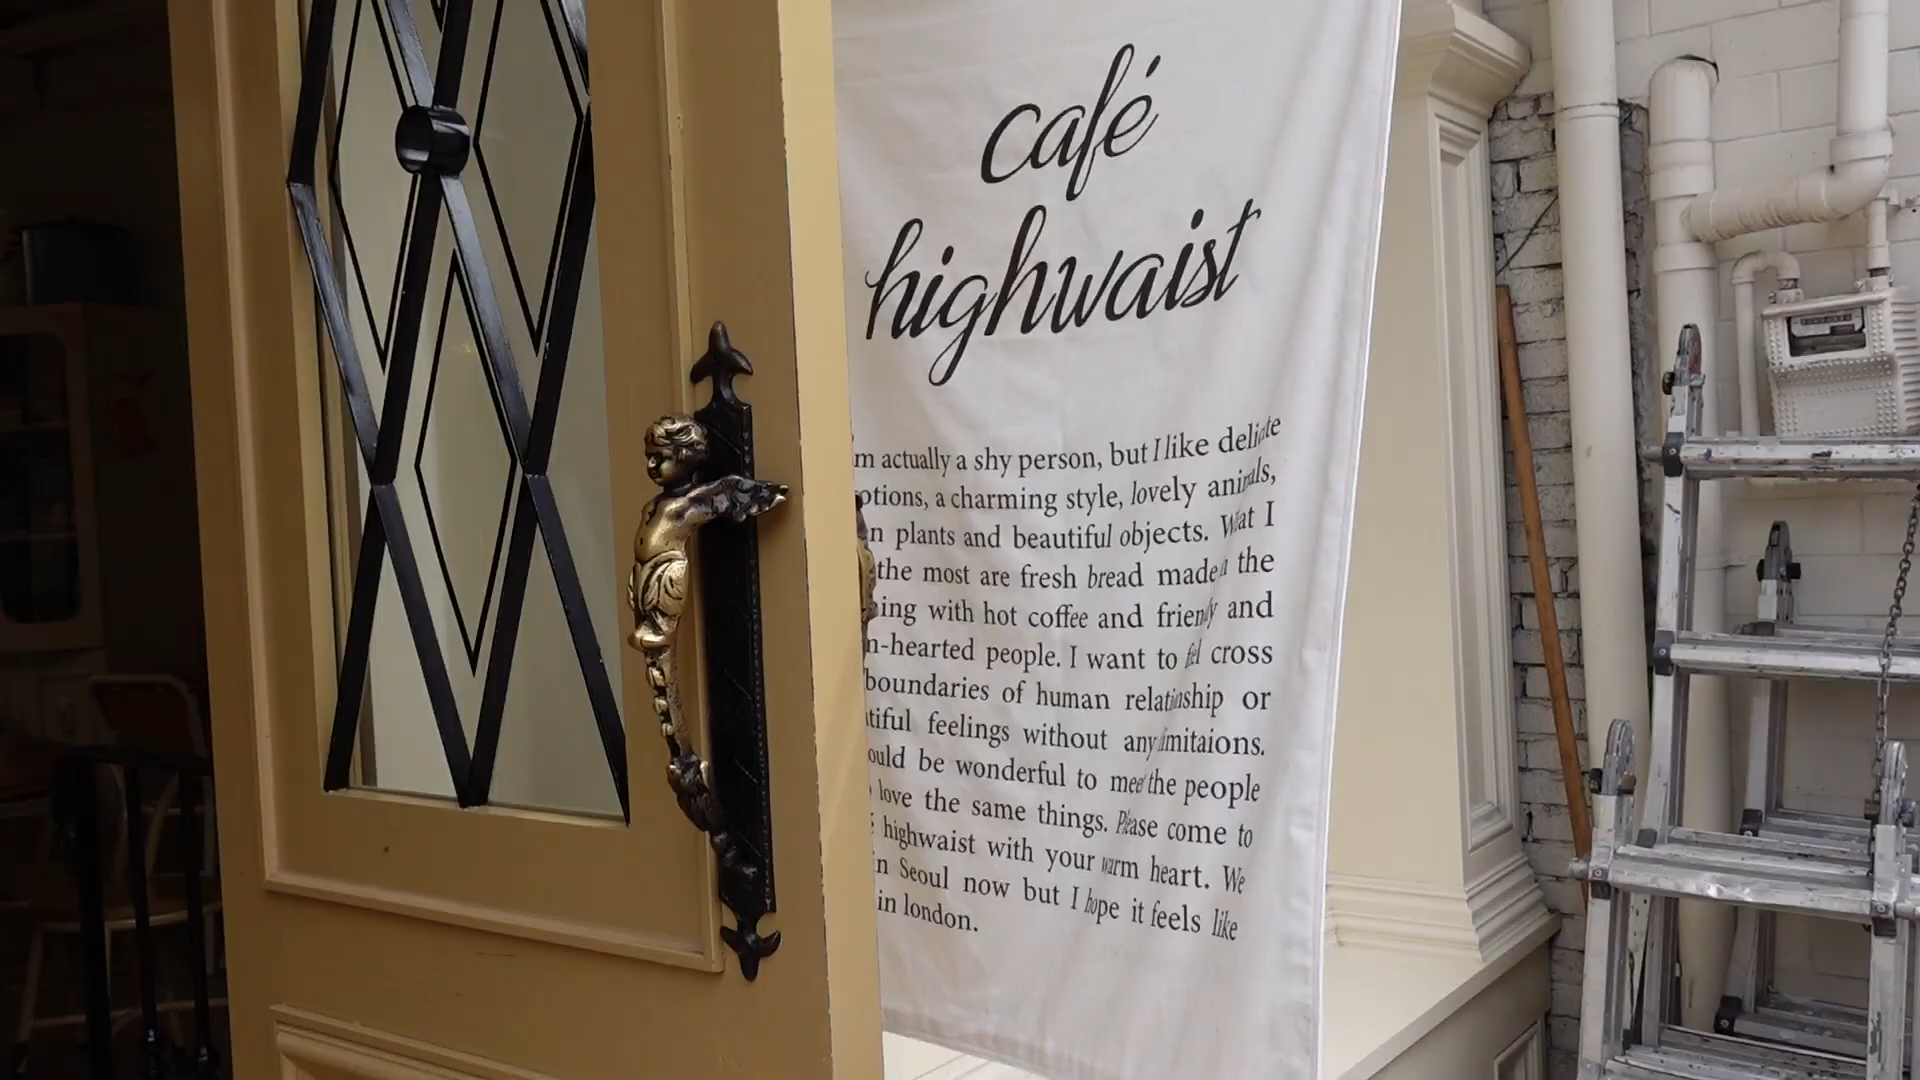 café
highwaist
m actually a shy person, but I like delicate
otions, a charming style, lovely animals,
n plants and beautiful objects. What I
the most are fresh bread made in the
ing with hot coffee and friendly and
n-hearted people. I want to feel cross
boundaries of human relatinship or
tiful feelings without any limitaions.
ould be wonderful to meet the people
love the same things. Please come to
highwaist with your warm heart. We
in Seoul now but I hope it feels like
in london.